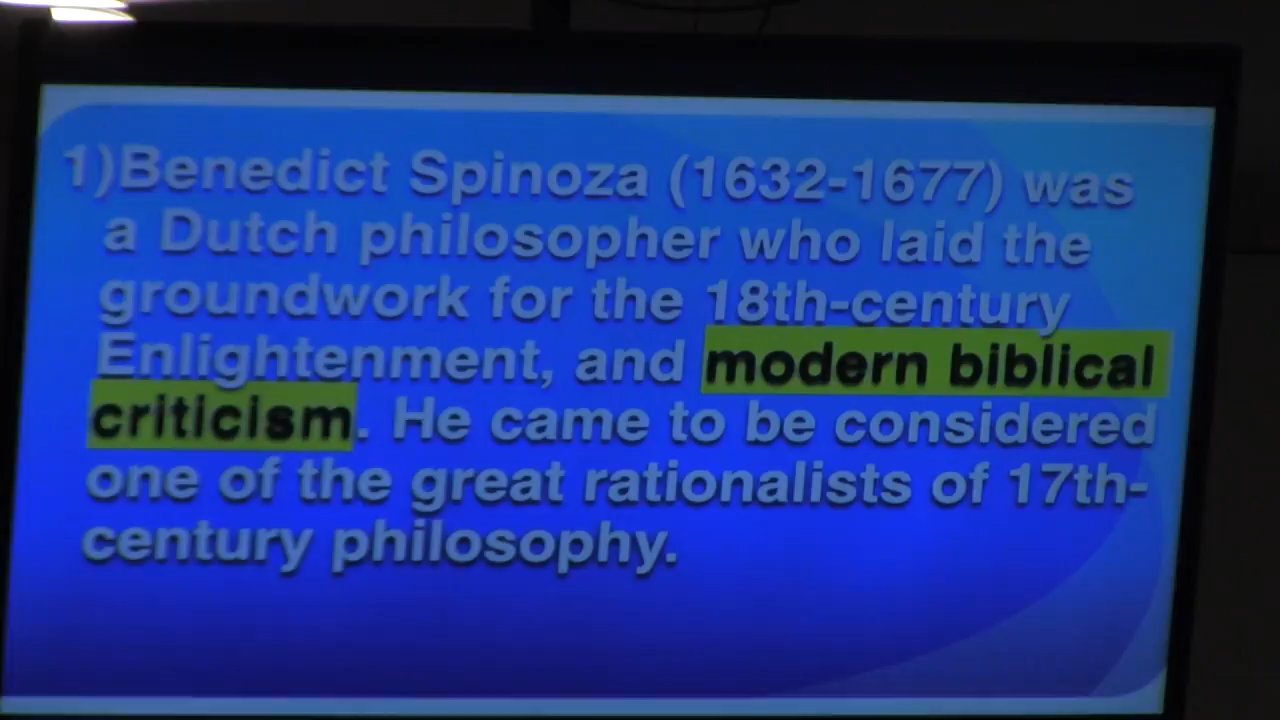 1)Benedict Spinoza (1632-1677) was
a Dutch philosopher who laid the
groundwork for the 18th-century
Enlightenment, and modern biblical
criticism. He came to be considered
one of the great rationalists of 17th-
century philosophy.